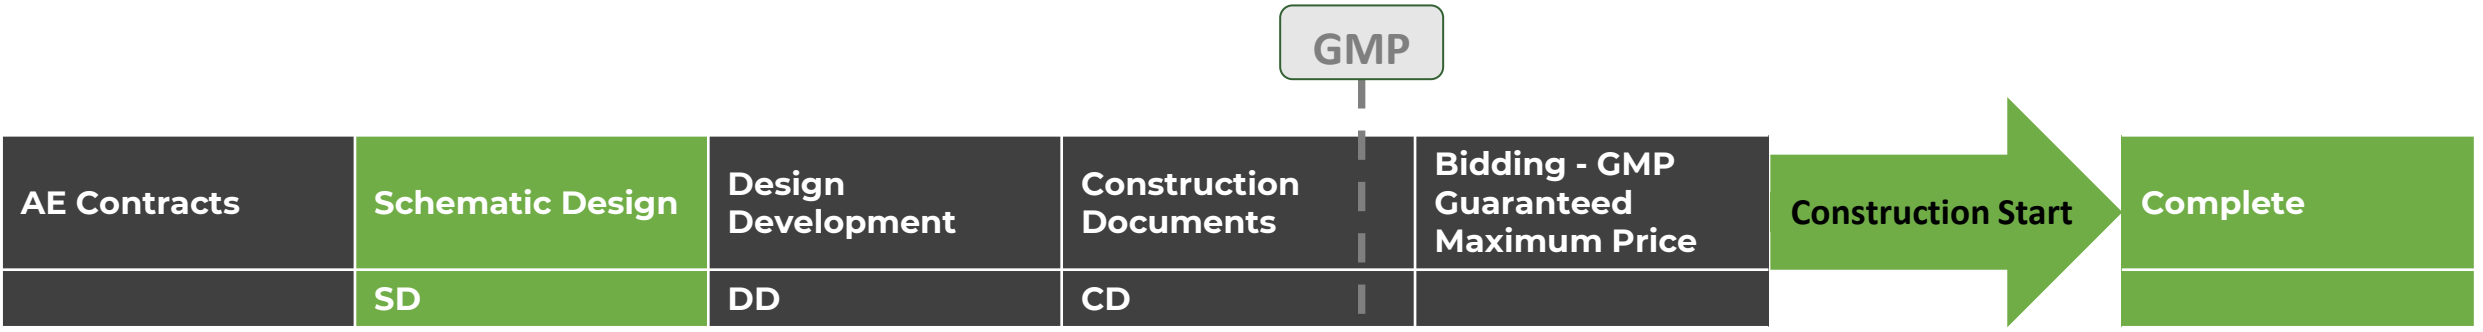 GMP
AE Contracts
Schematic Design
Design
Development
Construction
Documents
Bidding - GMP
Guaranteed
Maximum Price
Construction Start
Complete
SD
DD
CD